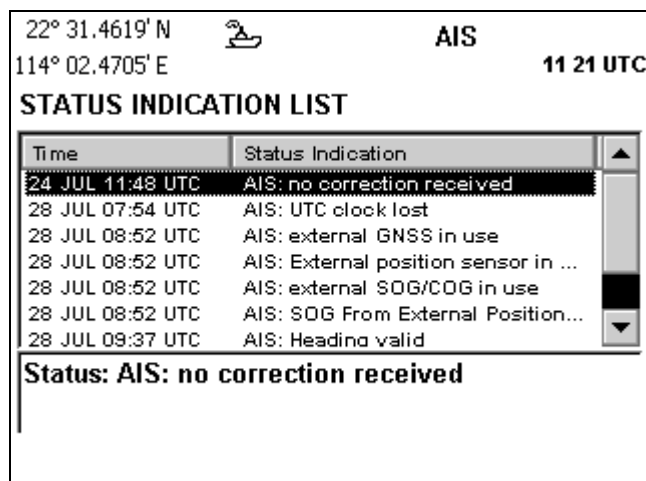 22° 31.4619' N AIS
114° 02.4705' E 11 21 UTC
STATUS INDICATION LIST
Time Status Indication
24 JUL 11:48 UTC AIS: no correction received
28 JUL 07:54 UTC AIS: UTC clock lost
28 JUL 08:52 UTC AIS: external GNSS in use
28 JUL 08:52 UTC AIS: External position sensor in ...
28 JUL 08:52 UTC AIS: external SOG/COG in use
28 JUL 08:52 UTC AIS: SOG From External Position...
28 JUL 09:37 UTC AIS: Heading valid
Status: AIS: no correction received